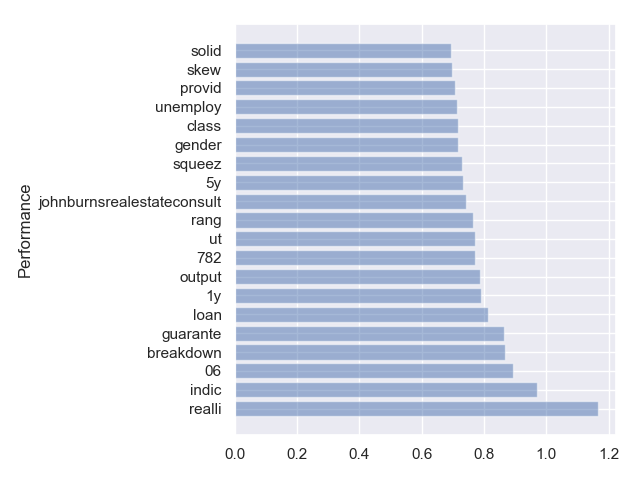 solid
skew
provid
unemploy
class
gender
squeez
5y
johnburnsrealestateconsult
rang
ut
782
output
1y
loan
guarante
breakdown
06
indic
realli
Performance
0.0 0.2 0.4 0.6 0.8 1.0 1.2